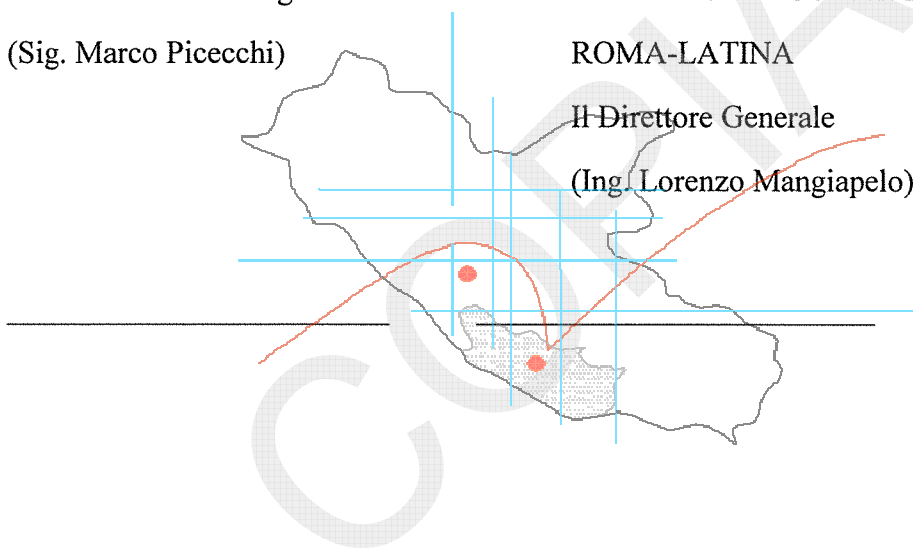 (Sig. Marco Picecchi)
ROMA-LATINA
Il Direttore Generale
(Ing. Lorenzo Mangiapelo)
COPIA